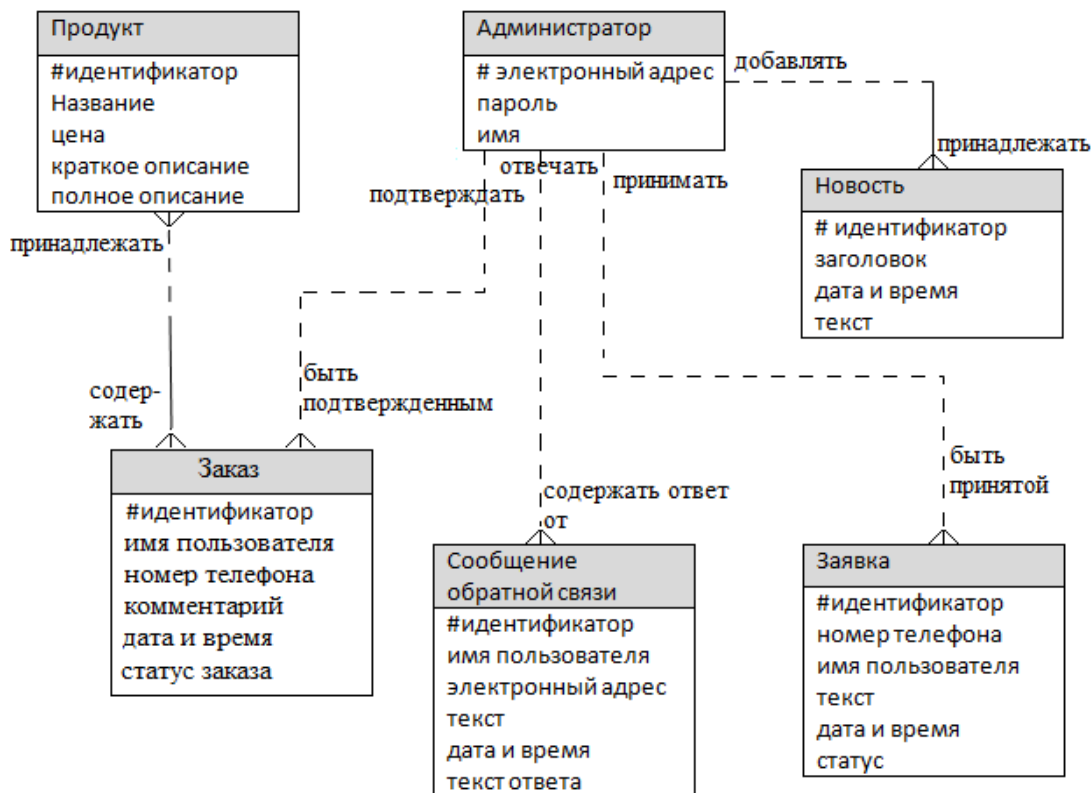 Продукт
#идентификатор
Название
цена
краткое описание
полное описание
Администратор
# электронный адрес
пароль
имя
добавлять
принадлежать
Новость
# идентификатор
заголовок
дата и время
текст
отвечать
подтверждать
принимать
принадлежать
содер-
жать
быть
подтвержденным
Заказ
#идентификатор
имя пользователя
номер телефона
комментарий
дата и время
статус заказа
содержать ответ
от
Сообщение
обратной связи
#идентификатор
имя пользователя
электронный адрес
текст
дата и время
текст ответа
быть
принятой
Заявка
#идентификатор
номер телефона
имя пользователя
текст
дата и время
статус